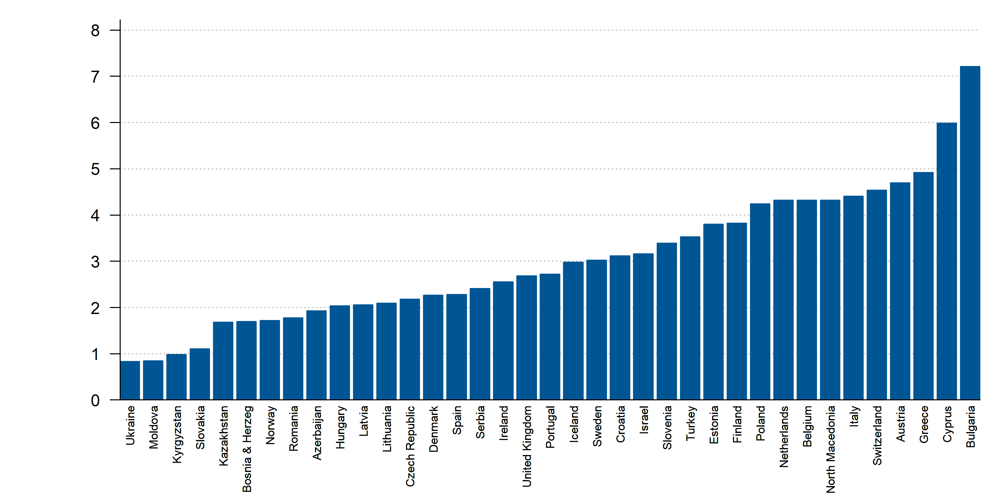 8
7
6
5
4
3
2
1
0
Ukraine
Moldova
Kyrgyzstan
Slovakia
Kazakhstan
Bosnia & Herzeg
Norway
Romania
Azerbaijan
Hungary
Latvia
Lithuania
Czech Republic
Denmark
Spain
Serbia
Ireland
United Kingdom
Portugal
Iceland
Sweden
Croatia
Israel
Slovenia
Turkey
Estonia
Finland
Poland
Netherlands
Belgium
North Macedonia
Italy
Switzerland
Austria
Greece
Cyprus
Bulgaria